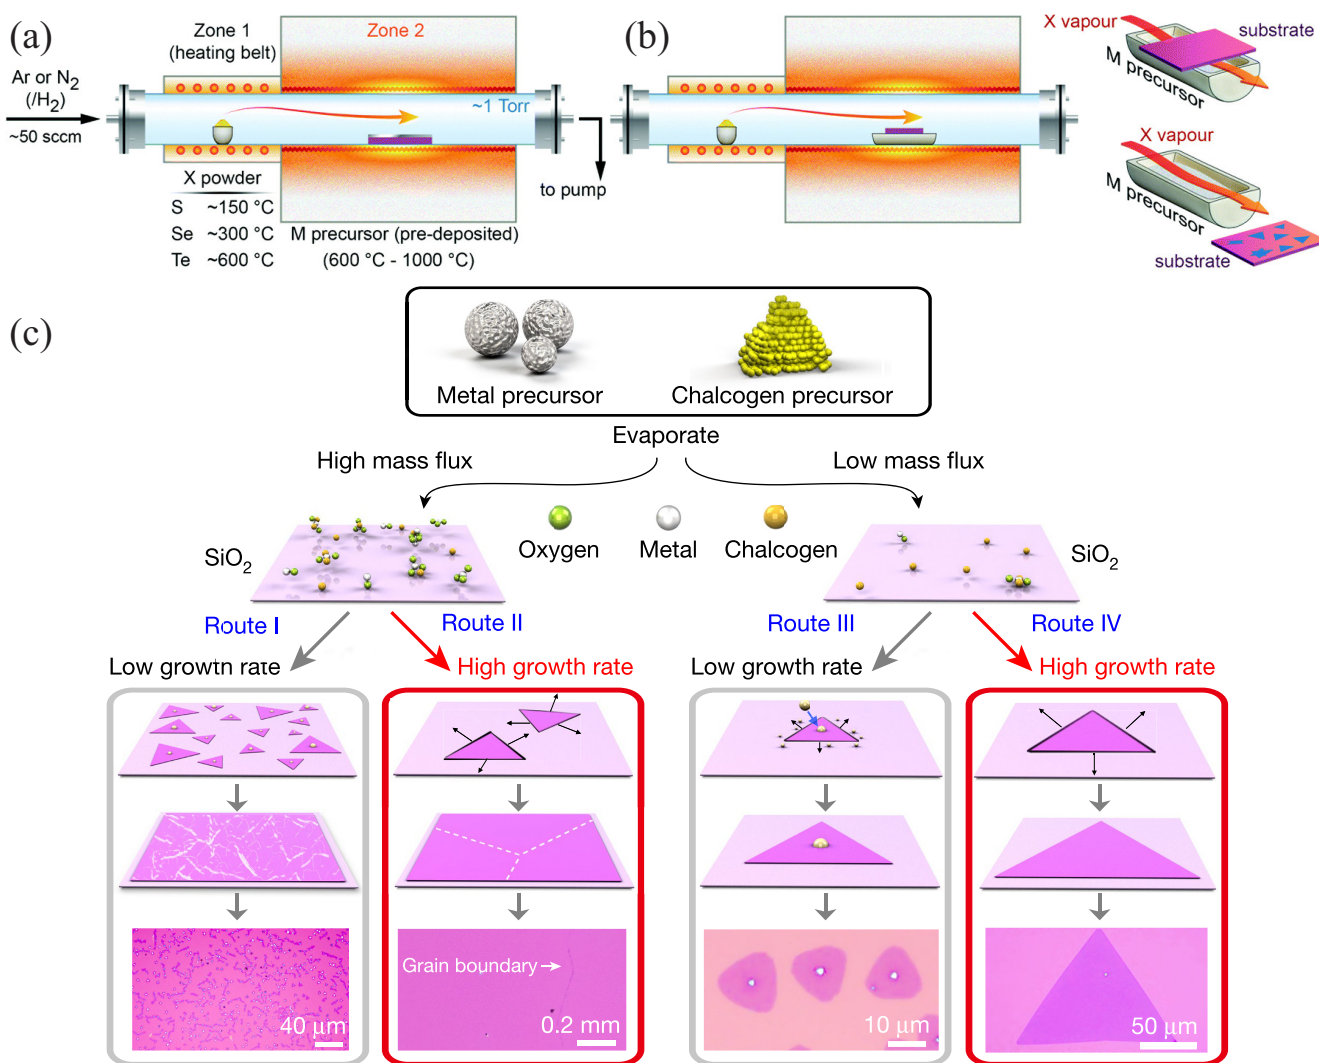 (a)
Zone 1
(heating belt)
Zone 2
Ar or N2
(/H2)
~50 sccm
~1 Torr
to pump
X powder
S ~150 °C
Se ~300 °C
Te ~600 °C
M precursor (pre-deposited)
(600 °C - 1000 °C)
(b)
X vapour
substrate
M precursor
X vapour
M precursor
substrate
(c)
Metal precursor
Chalcogen precursor
Evaporate
High mass flux
Low mass flux
SiO2
Oxygen
Metal
Chalcogen
SiO2
Route I
Route II
Route III
Route IV
Low growth rate
High growth rate
Low growth rate
High growth rate
Grain boundary
40 μm
0.2 mm
10 μm
50 μm